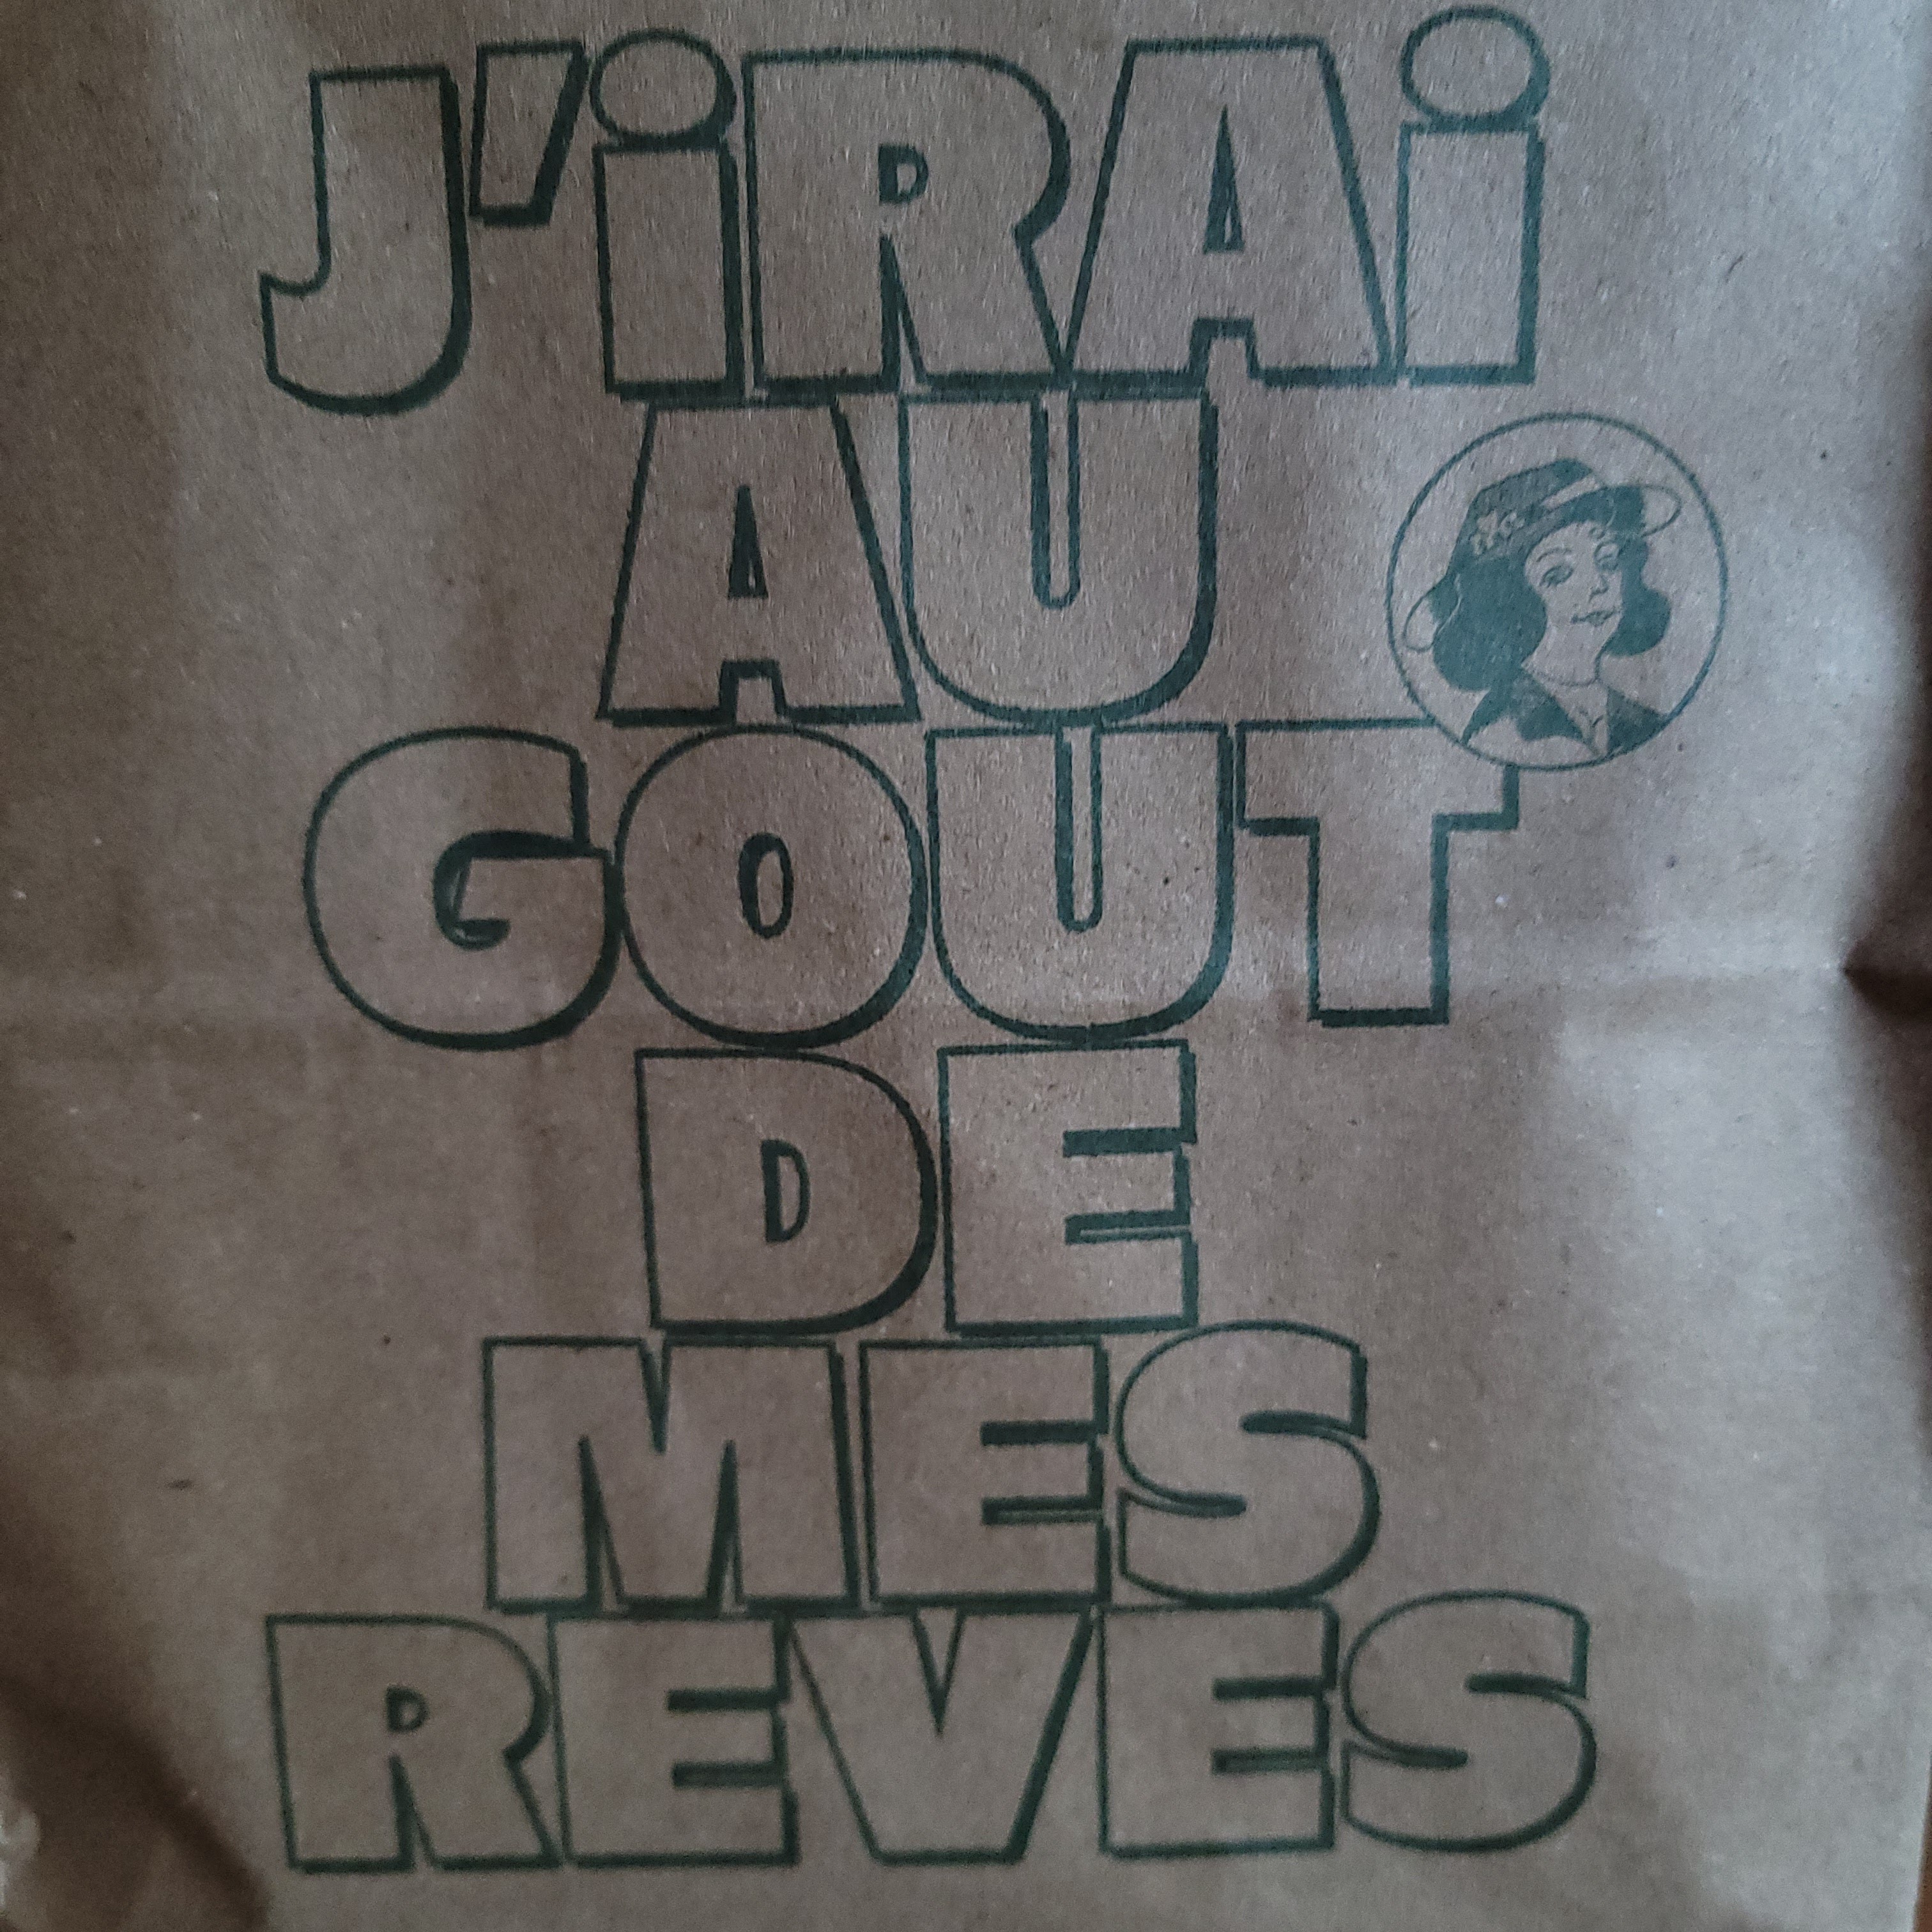 J'iRAi
AU
GOUT
DE
MES
REVES